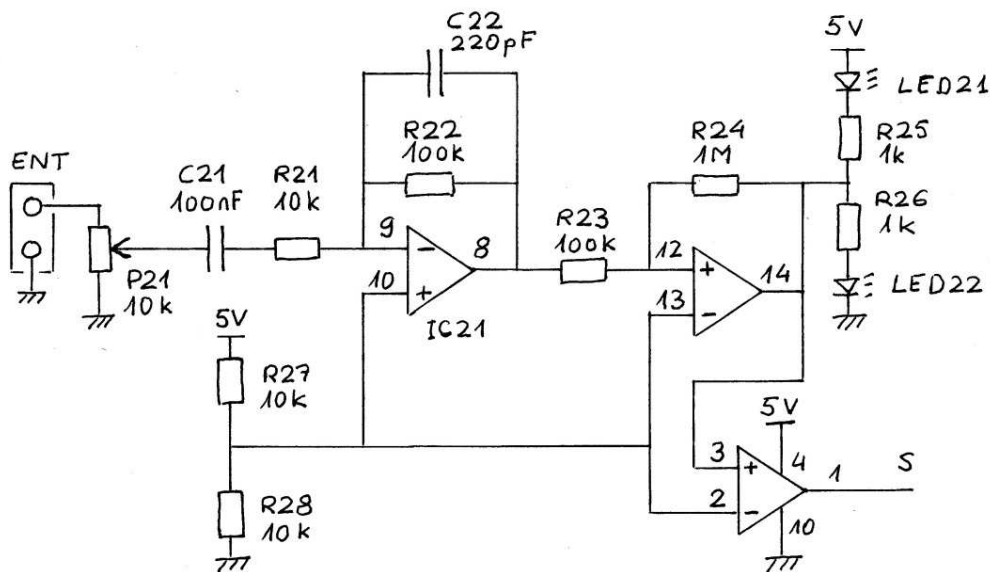 C22
220pF
5V
LED21
R22
100k
R24
1M
R25
1k
ENT
C21
100nF
R21
10k
R26
1k
R23
100k
9
-
8
12
+
14
10
+
13
-
LED22
P21
10k
IC21
5V
R27
10k
5V
3
+
4
1
S
2
-
10
R28
10k